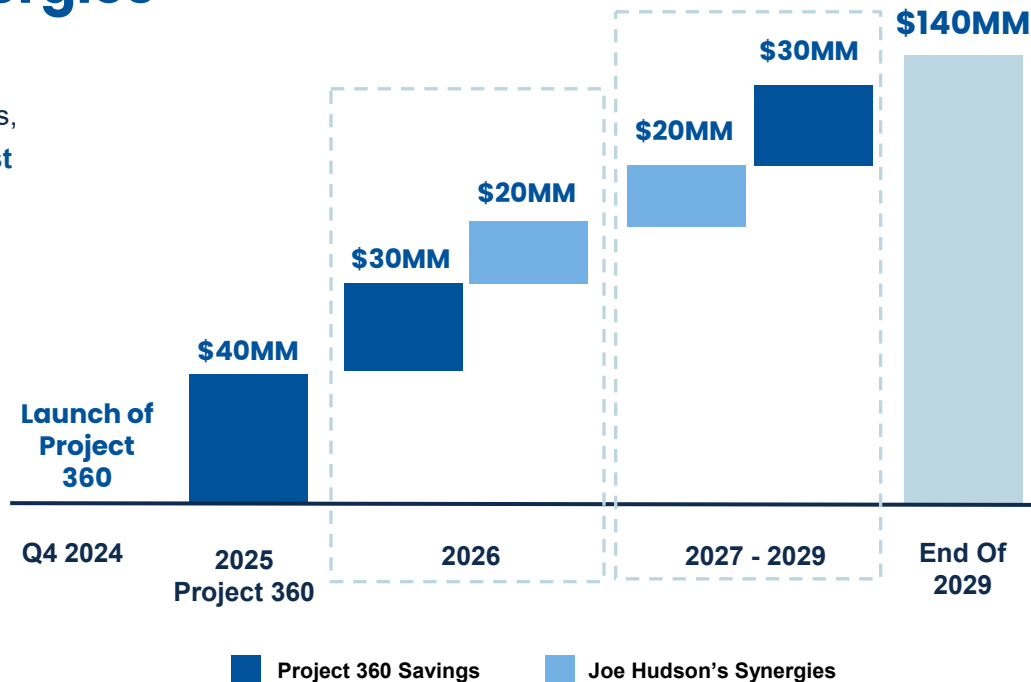 $140MM
$30MM
$20MM
$20MM
$30MM
$40MM
Launch of
Project
360
Q4 2024
2025
Project 360
2026
2027 - 2029
End Of
2029
Project 360 Savings
Joe Hudson's Synergies